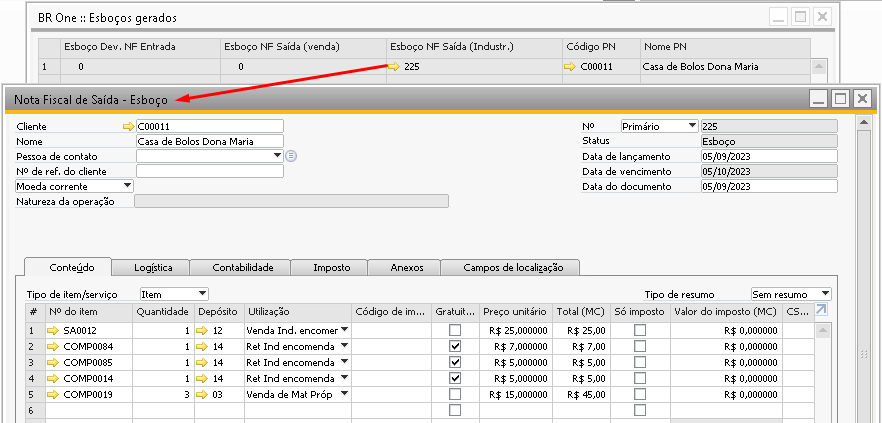 BR One :: Esboços gerados
Esboço Dev. NF Entrada Esboço NF Saída (venda) Esboço NF Saída (Industr.) Código PN Nome PN
1 0 0 225 C00011 Casa de Bolos Dona Maria
Nota Fiscal de Saída - Esboço
Cliente C00011 Nº Primário 225
Nome Casa de Bolos Dona Maria Status Esboço
Pessoa de contato Data de lançamento 05/09/2023
Nº de ref. do cliente Data de vencimento 05/10/2023
Moeda corrente Data do documento 05/09/2023
Natureza da operação
Conteúdo Logística Contabilidade Imposto Anexos Campos de localização
Tipo de item/serviço Item Tipo de resumo Sem resumo
# Nº do item Quantidade Depósito Utilização Código de im... Gratuit... Preço unitário Total (MC) Só imposto Valor do imposto (MC) CS...
1 SA0012 1 12 Venda Ind. encomer R$ 25,000000 R$ 25,00 R$ 0,000000
2 COMP0084 1 14 Ret Ind encomenda R$ 7,000000 R$ 7,00 R$ 0,000000
3 COMP0085 1 14 Ret Ind encomenda R$ 5,000000 R$ 5,00 R$ 0,000000
4 COMP0014 1 14 Ret Ind encomenda R$ 5,000000 R$ 5,00 R$ 0,000000
5 COMP0019 3 03 Venda de Mat Próp R$ 15,000000 R$ 45,00 R$ 0,000000
6